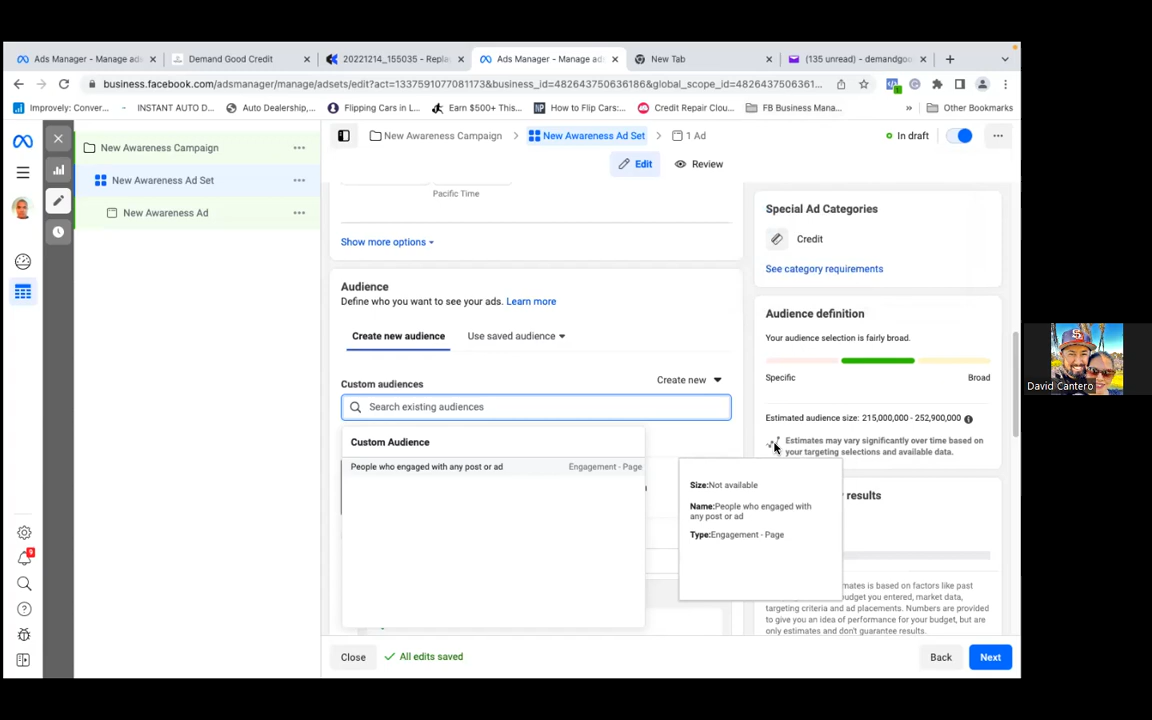 Ads Manager - Manage ads
Demand Good Credit
20221214_155035 - Repla
Ads Manager - Manage ad
New Tab
(135 unread) - demandgoo
business.facebook.com/adsmanager/manage/adsets/edit?act=1337591077081173&business_id=482643750636186&global_scope_id=4826437506361...
Improvely: Conver...
INSTANT AUTO D...
Auto Dealership,...
Flipping Cars in L...
Earn $500+ This...
How to Flip Cars:...
Credit Repair Clou...
FB Business Mana...
»
Other Bookmarks
New Awareness Campaign
New Awareness Ad Set
1 Ad
In draft
Edit
Review
New Awareness Campaign
New Awareness Ad Set
New Awareness Ad
9
Pacific Time
Show more options
Audience
Define who you want to see your ads. Learn more
Create new audience
Use saved audience
Custom audiences
Create new
Search existing audiences
Custom Audience
People who engaged with any post or ad
Engagement - Page
Special Ad Categories
Credit
See category requirements
Audience definition
Your audience selection is fairly broad.
Specific
Broad
Estimated audience size: 215,000,000 - 252,900,000
Estimates may vary significantly over time based on
your targeting selections and available data.
Size:Not available
Name:People who engaged with
any post or ad
Type:Engagement - Page
results
mates is based on factors like past
budget you entered, market data,
targeting criteria and ad placements. Numbers are provided
to give you an idea of performance for your budget, but are
only estimates and don't guarantee results.
Close
All edits saved
Back
Next
David Cantero